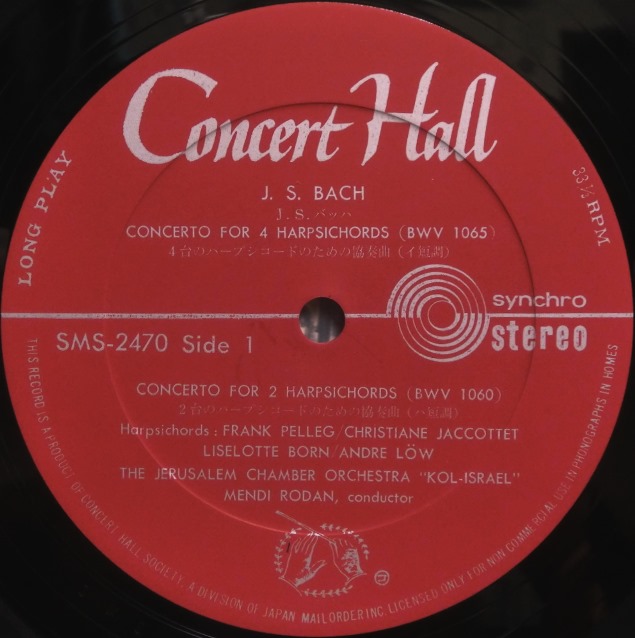 Concert Hall
LONG PLAY
33⅓ RPM
J. S. BACH
J.S.バッハ
CONCERTO FOR 4 HARPSICHORDS (BWV 1065)
4台のハープシコードのための協奏曲(イ短調)
synchro
stereo
SMS-2470 Side 1
CONCERTO FOR 2 HARPSICHORDS (BWV 1060)
2台のハープシコードのための協奏曲(ハ短調)
Harpsichords : FRANK PELLEG/CHRISTIANE JACCOTTET
LISELOTTE BORN/ANDRE LÖW
THE JERUSALEM CHAMBER ORCHESTRA "KOL-ISRAEL"
MENDI RODAN, conductor
THIS RECORD IS A PRODUCT OF CONCERT HALL SOCIETY, A DIVISION OF JAPAN MAILORDERING LICENSED ONLY FOR NON COMMERCIAL USE IN PHONOGRAPHS IN HOMES